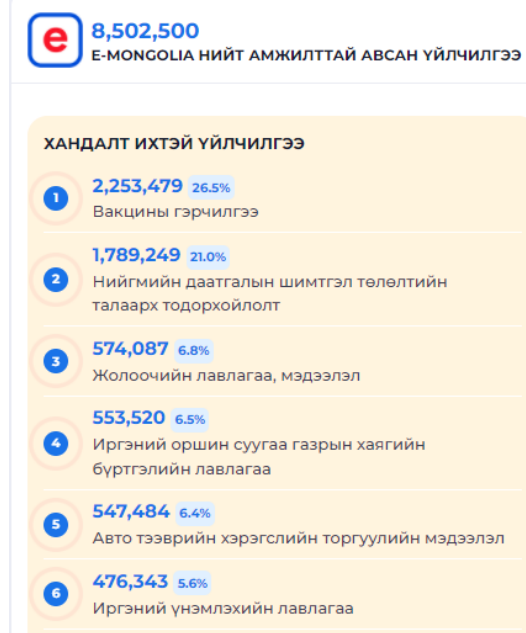 e
8,502,500
E-MONGOLIA НИЙТ АМЖИЛТТАЙ АВСАН ҮЙЛЧИЛГЭЭ
ХАНДАЛТ ИХТЭЙ ҮЙЛЧИЛГЭЭ
1
2,253,479 26.5%
Вакцины гэрчилгээ
2
1,789,249 21.0%
Нийгмийн даатгалын шимтгэл төлөлтийн
талаарх тодорхойлолт
3
574,087 6.8%
Жолоочийн лавлагаа, мэдээлэл
4
553,520 6.5%
Иргэний оршин суугаа газрын хаягийн
бүртгэлийн лавлагаа
5
547,484 6.4%
Авто тээврийн хэрэгслийн торгуулийн мэдээлэл
6
476,343 5.6%
Иргэний үнэмлэхийн лавлагаа